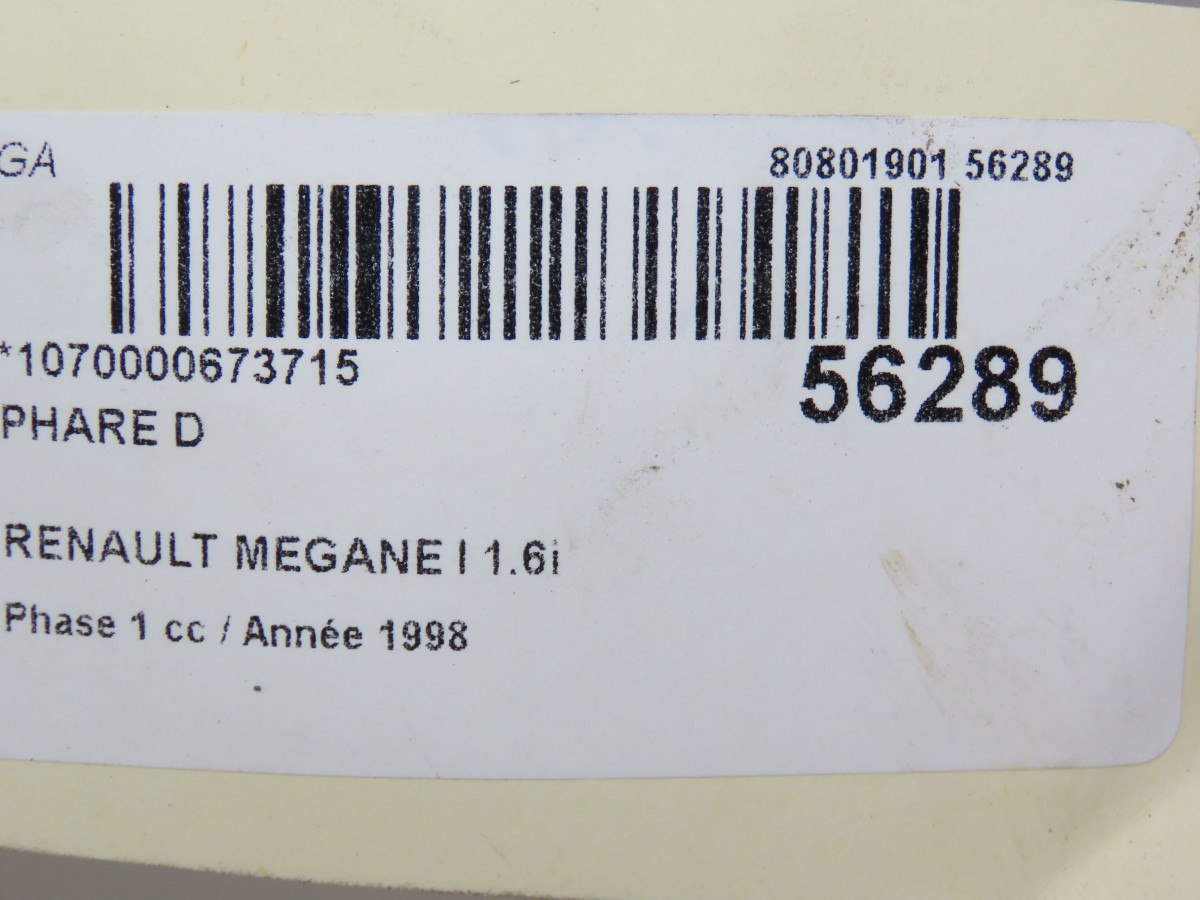 GA 80801901 56289
*1070000673715 56289
PHARE D
RENAULT MEGANE I 1.6i
Phase 1 cc / Année 1998